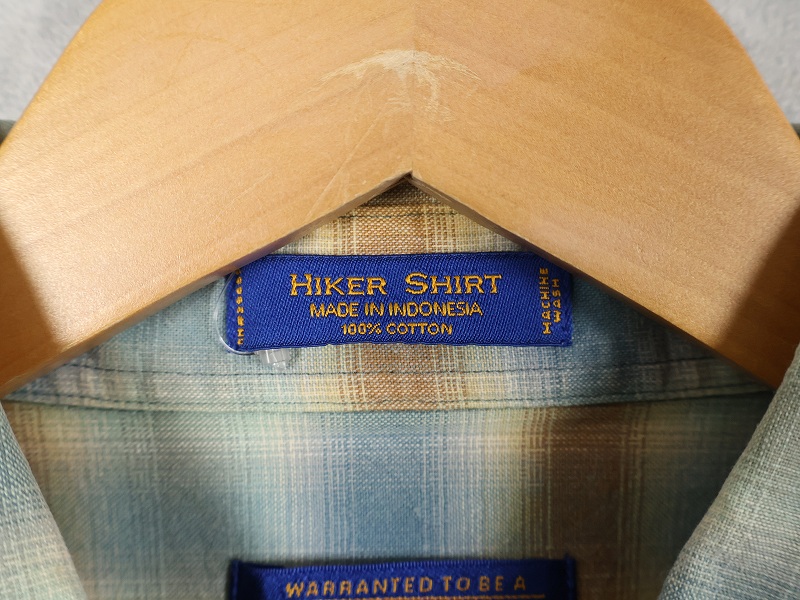 HIKER SHIRT
MADE IN INDONESIA
100% COTTON
MACHINE
WASH
WARRANTED TO BE A